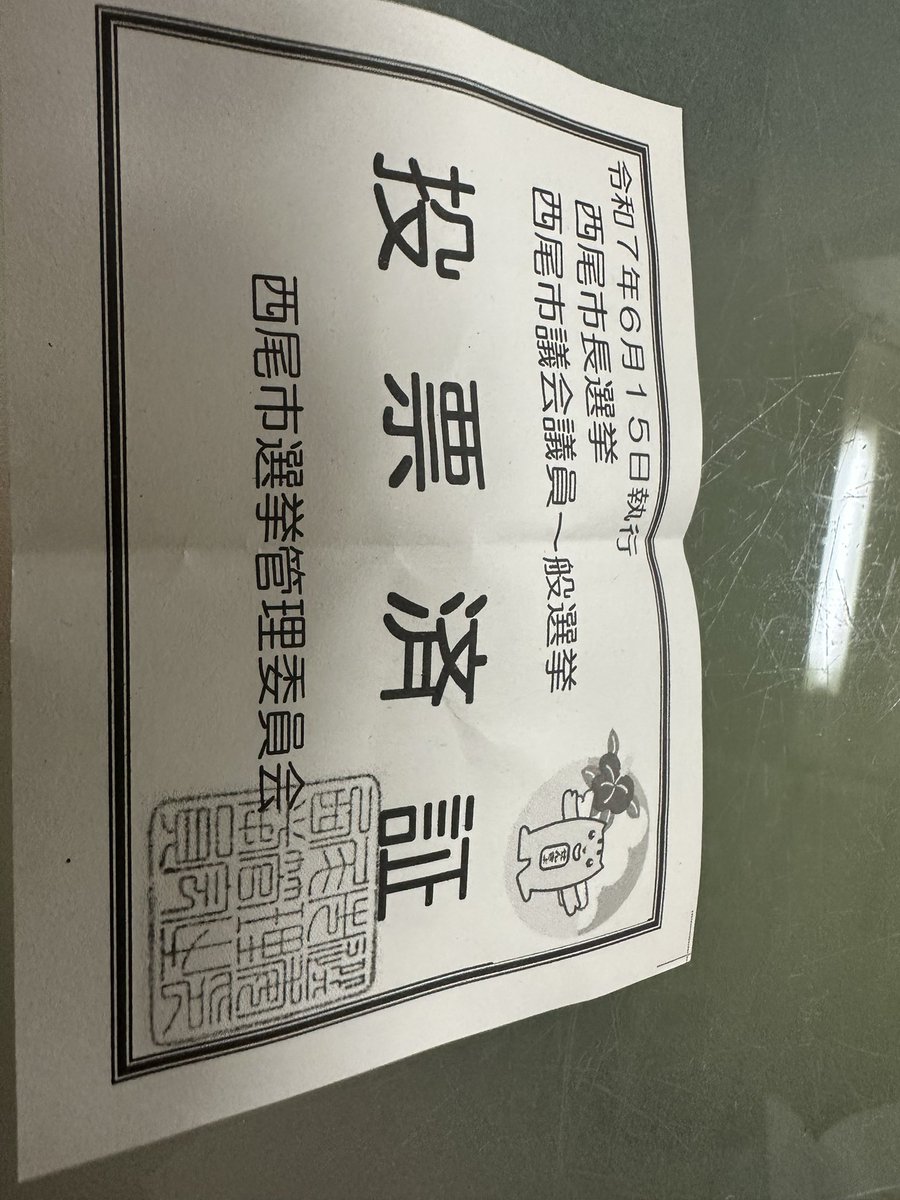 令和7年6月15日執行
西尾市長選挙
西尾市議会議員一般選挙
投票済証
西尾市選挙管理委員会